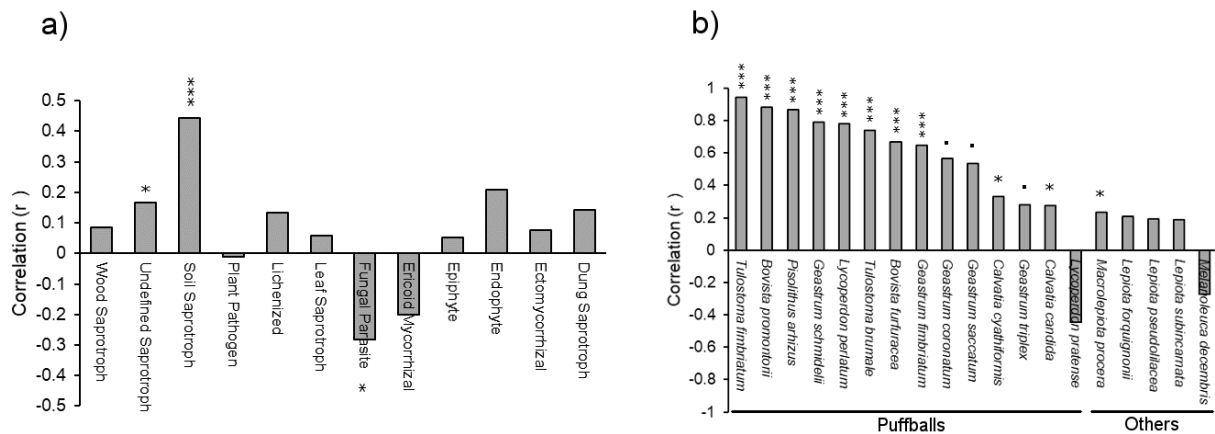 a)
Correlation (r )
0.5
0.4
0.3
0.2
0.1
0
-0.1
-0.2
-0.3
-0.4
-0.5
*
***
*
Wood Saprotroph
Undefined Saprotroph
Soil Saprotroph
Plant Pathogen
Lichenized
Leaf Saprotroph
Fungal Parasite
Ericoid Mycorrhizal
Epiphyte
Endophyte
Ectomycorrhizal
Dung Saprotroph
b)
Correlation (r )
1
0.8
0.6
0.4
0.2
0
-0.2
-0.4
-0.6
-0.8
-1
***
***
***
***
***
***
***
***
.
.
*
.
*
*
Tulostoma fimbriatum
Bovista promontorii
Pisolithus arhizus
Geastrum schmidelii
Lycoperdon perlatum
Tulostoma brumale
Bovista furfuracea
Geastrum fimbriatum
Geastrum coronatum
Geastrum saccatum
Calvatia cyathiformis
Geastrum triplex
Calvatia candida
Lycoperdon pratense
Macrolepiota procera
Lepiota forquignonii
Lepiota pseudolilacea
Lepiota subincarnata
Melanoleuca decembris
Puffballs
Others